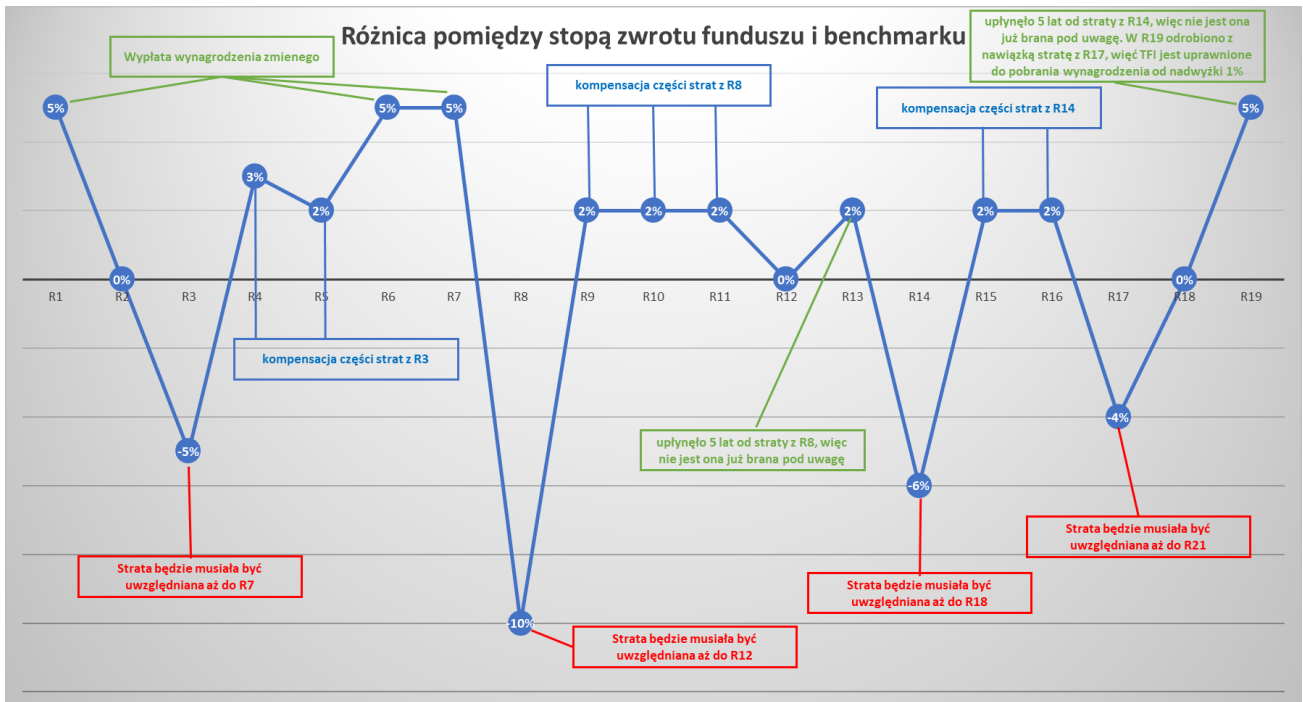 Różnica pomiędzy stopą zwrotu funduszu i benchmarku
upłynęło 5 lat od straty z R14, więc nie jest ona
już brana pod uwagę. W R19 odrobiono z
nawiązką stratę z R17, więć TFI jest uprawnione
do pobrania wynagrodzenia od nadwyżki 1%
Wypłata wynagrodzenia zmienego
kompensacja części strat z R8
kompensacja części strat z R14
5%
5%
5%
5%
3%
2%
2%
2%
2%
2%
2%
2%
0%
0%
0%
R1
R2
R3
R4
R5
R6
R7
R8
R9
R10
R11
R12
R13
R14
R15
R16
R17
R18
R19
kompensacja części strat z R3
-4%
upłynęło 5 lat od straty z R8, więc
nie jest ona już brana pod uwagę
-5%
-6%
Strata będzie musiała być
uwzględniana aż do R21
Strata będzie musiała być
uwzględniana aż do R7
Strata będzie musiała być
uwzględniana aż do R18
-10%
Strata będzie musiała być
uwzględniana aż do R12